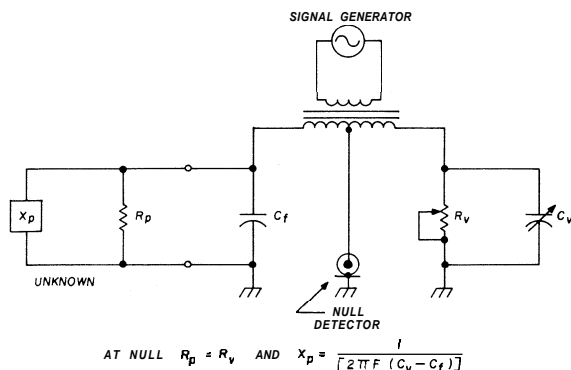 SIGNAL GENERATOR
Xp
Rp
Cf
Rv
Cv
UNKNOWN
NULL
DETECTOR
AT NULL Rp = Rv AND Xp = 1 / [2πF (Cv − Cf)]